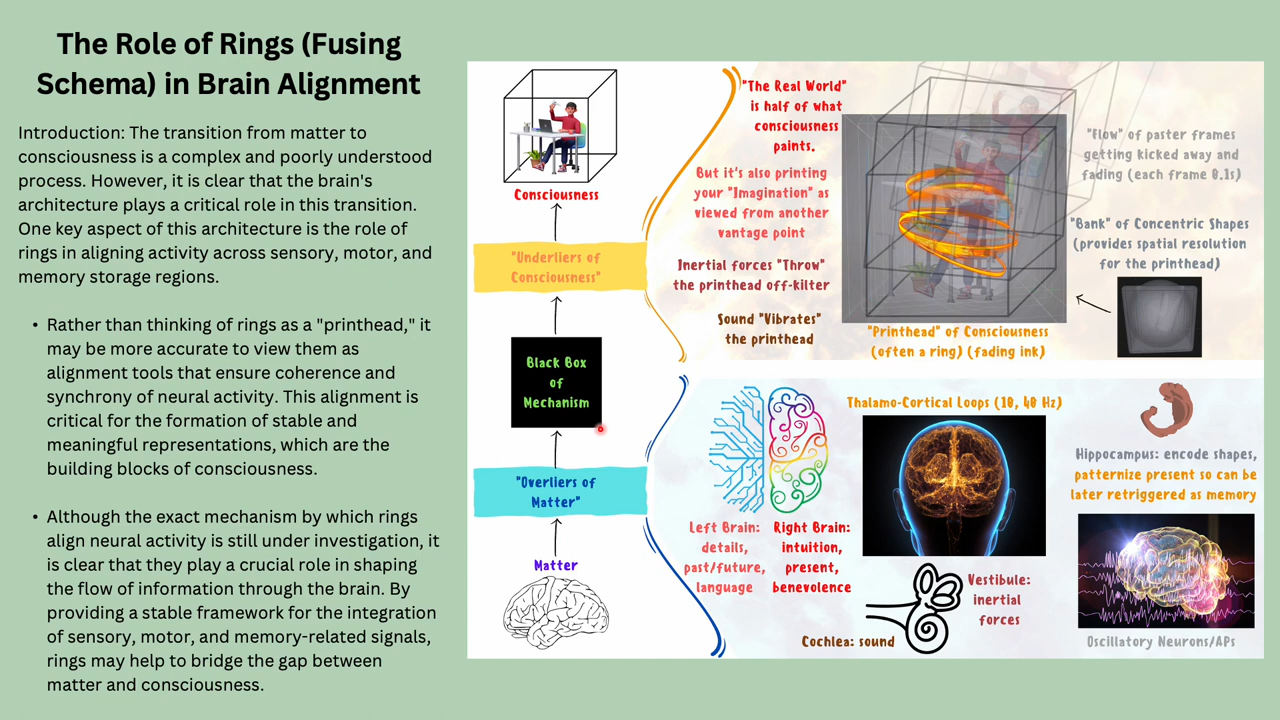 The Role of Rings (Fusing
Schema) in Brain Alignment
Introduction: The transition from matter to
consciousness is a complex and poorly understood
process. However, it is clear that the brain's
architecture plays a critical role in this transition.
One key aspect of this architecture is the role of
rings in aligning activity across sensory, motor, and
memory storage regions.
• Rather than thinking of rings as a "printhead," it
may be more accurate to view them as
alignment tools that ensure coherence and
synchrony of neural activity. This alignment is
critical for the formation of stable and
meaningful representations, which are the
building blocks of consciousness.
• Although the exact mechanism by which rings
align neural activity is still under investigation, it
is clear that they play a crucial role in shaping
the flow of information through the brain. By
providing a stable framework for the integration
of sensory, motor, and memory-related signals,
rings may help to bridge the gap between
matter and consciousness.
Consciousness
"Underliers of
Consciousness"
Black Box
of
Mechanism
"Overliers of
Matter"
Matter
"The Real World"
is half of what
consciousness
paints.
But it's also printing
your "Imagination" as
viewed from another
vantage point
Inertial forces "Throw"
the printhead off-kilter
Sound "Vibrates"
the printhead
"Printhead" of Consciousness
(often a ring) (fading ink)
"Flow" of paster frames
getting kicked away and
fading (each frame 0.1s)
"Bank" of Concentric Shapes
(provides spatial resolution
for the printhead)
Left Brain:
details,
past/future,
language
Right Brain:
intuition,
present,
benevolence
Thalamo-Cortical Loops (10, 40 Hz)
Vestibule:
inertial
forces
Cochlea: sound
Hippocampus: encode shapes,
patternize present so can be
later retriggered as memory
Oscillatory Neurons/APs